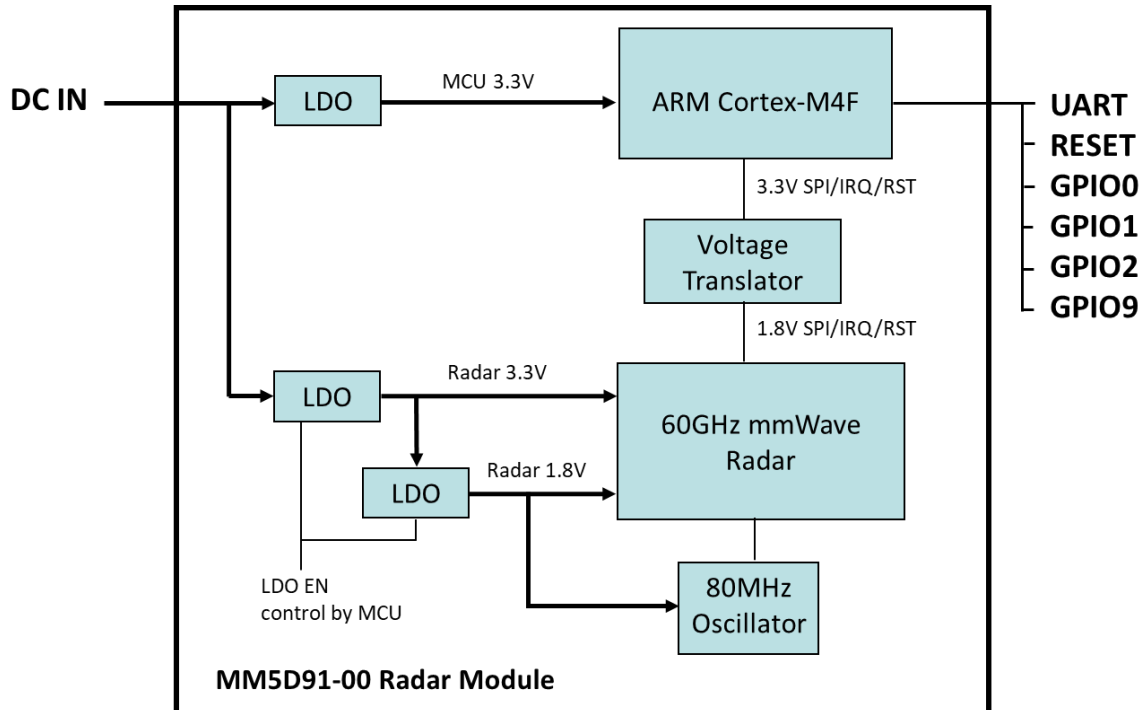 DC IN
LDO
MCU 3.3V
ARM Cortex-M4F
UART
RESET
GPIO0
GPIO1
GPIO2
GPIO9
3.3V SPI/IRQ/RST
Voltage
Translator
1.8V SPI/IRQ/RST
LDO
Radar 3.3V
60GHz mmWave
Radar
LDO
Radar 1.8V
LDO EN
control by MCU
80MHz
Oscillator
MM5D91-00 Radar Module